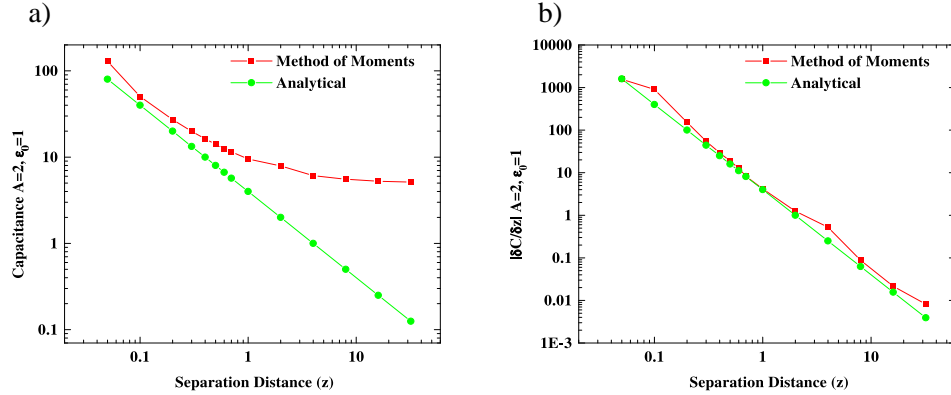 a)
Method of Moments
Analytical
100
10
1
0.1
Capacitance A=2, ε₀=1
0.1
1
10
Separation Distance (z)
b)
Method of Moments
Analytical
10000
1000
100
10
1
0.1
0.01
1E-3
|δC/δz| A=2, ε₀=1
0.1
1
10
Separation Distance (z)